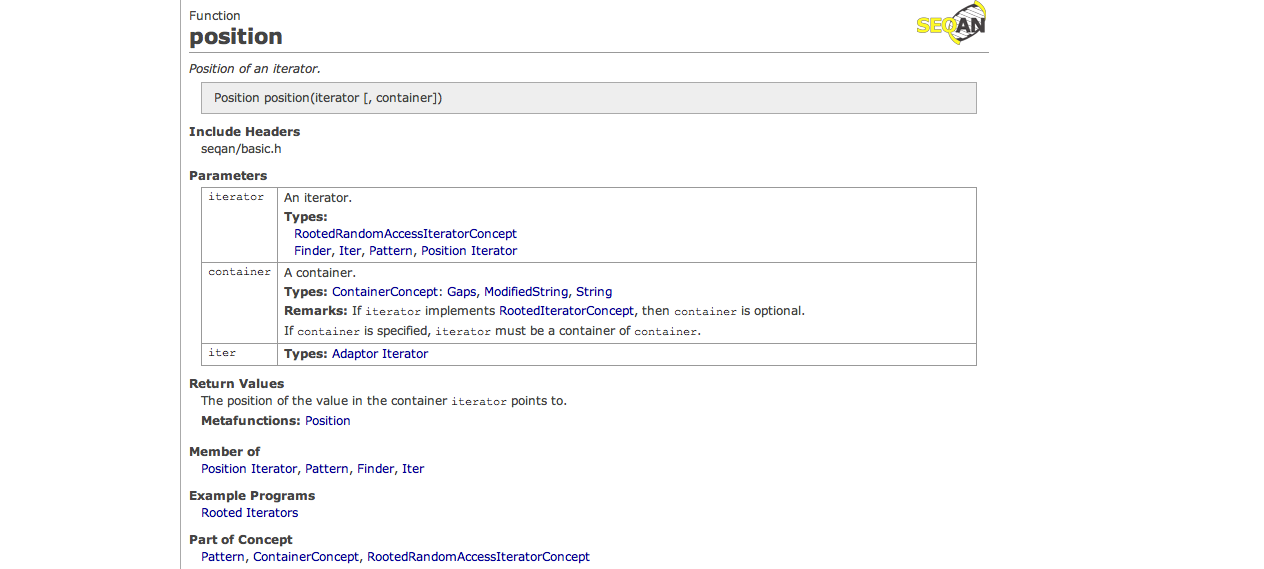 Function
SEQAN
position
Position of an iterator.
Position position(iterator [, container])
Include Headers
seqan/basic.h
Parameters
iterator An iterator.
Types:
RootedRandomAccessIteratorConcept
Finder, Iter, Pattern, Position Iterator
container A container.
Types: ContainerConcept: Gaps, ModifiedString, String
Remarks: If iterator implements RootedIteratorConcept, then container is optional.
If container is specified, iterator must be a container of container.
iter Types: Adaptor Iterator
Return Values
The position of the value in the container iterator points to.
Metafunctions: Position
Member of
Position Iterator, Pattern, Finder, Iter
Example Programs
Rooted Iterators
Part of Concept
Pattern, ContainerConcept, RootedRandomAccessIteratorConcept